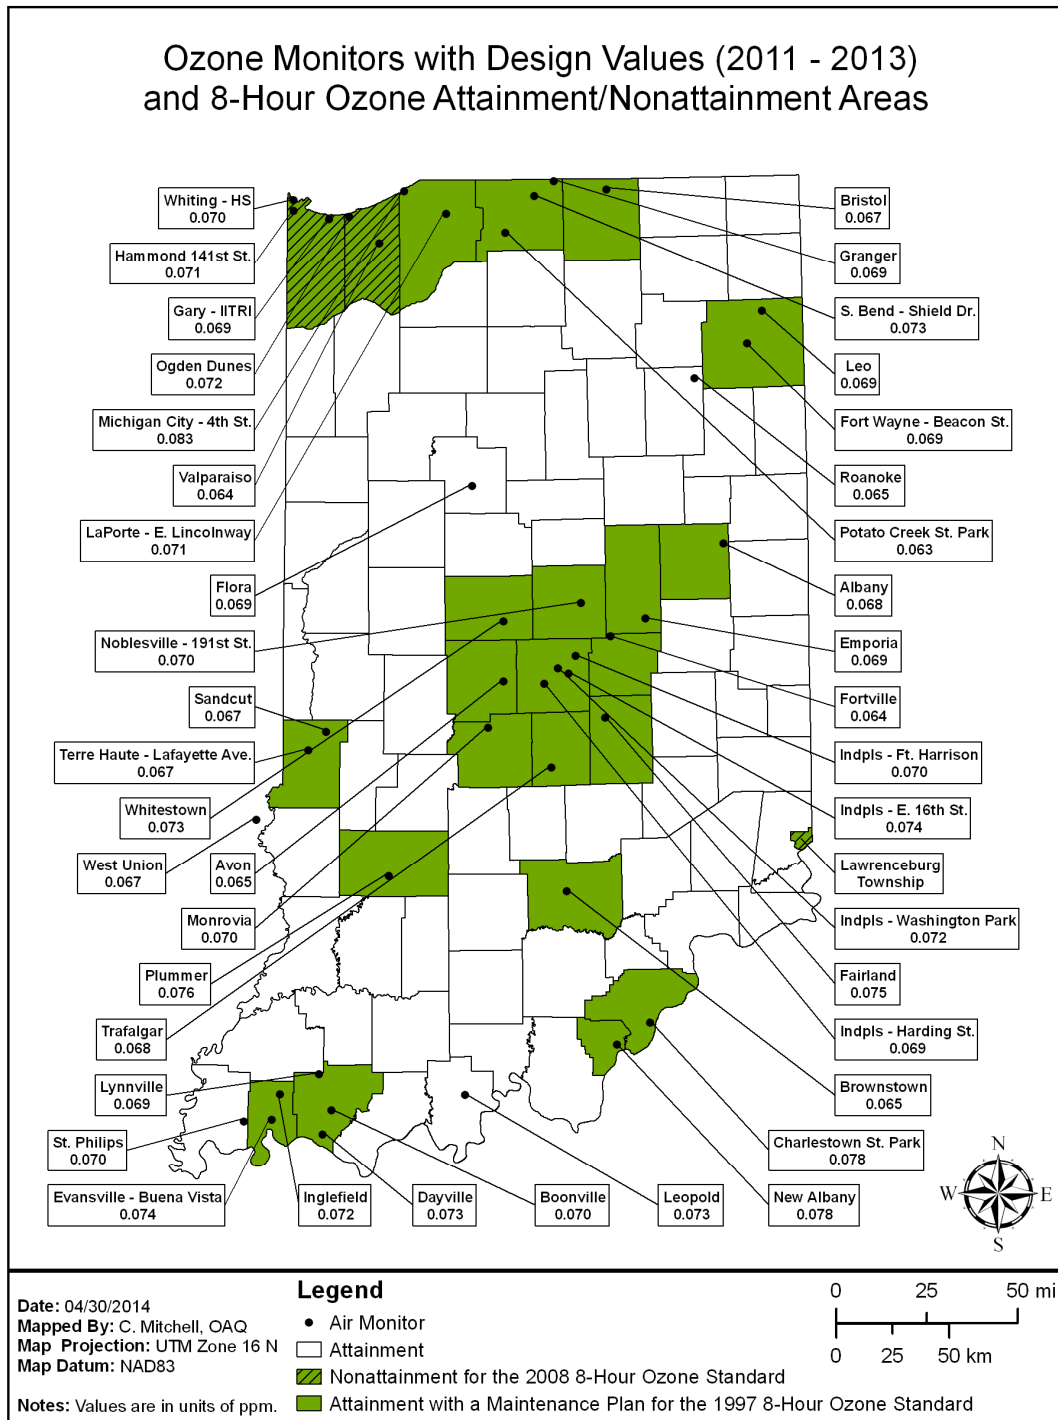 Ozone Monitors with Design Values (2011 - 2013)
and 8-Hour Ozone Attainment/Nonattainment Areas
Whiting - HS
0.070
Hammond 141st St.
0.071
Gary - IITRI
0.069
Ogden Dunes
0.072
Michigan City - 4th St.
0.083
Valparaiso
0.064
LaPorte - E. Lincolnway
0.071
Flora
0.069
Noblesville - 191st St.
0.070
Sandcut
0.067
Terre Haute - Lafayette Ave.
0.067
Whitestown
0.073
West Union
0.067
Avon
0.065
Monrovia
0.070
Plummer
0.076
Trafalgar
0.068
Lynnville
0.069
St. Philips
0.070
Evansville - Buena Vista
0.074
Inglefield
0.072
Dayville
0.073
Boonville
0.070
Leopold
0.073
New Albany
0.078
Bristol
0.067
Granger
0.069
S. Bend - Shield Dr.
0.073
Leo
0.069
Fort Wayne - Beacon St.
0.069
Roanoke
0.065
Potato Creek St. Park
0.063
Albany
0.068
Emporia
0.069
Fortville
0.064
Indpls - Ft. Harrison
0.070
Indpls - E. 16th St.
0.074
Lawrenceburg
Township
Indpls - Washington Park
0.072
Fairland
0.075
Indpls - Harding St.
0.069
Brownstown
0.065
Charlestown St. Park
0.078
N
W E
S
Date: 04/30/2014
Mapped By: C. Mitchell, OAQ
Map Projection: UTM Zone 16 N
Map Datum: NAD83
Notes: Values are in units of ppm.
Legend
Air Monitor
Attainment
Nonattainment for the 2008 8-Hour Ozone Standard
Attainment with a Maintenance Plan for the 1997 8-Hour Ozone Standard
0 25 50 mi
0 25 50 km